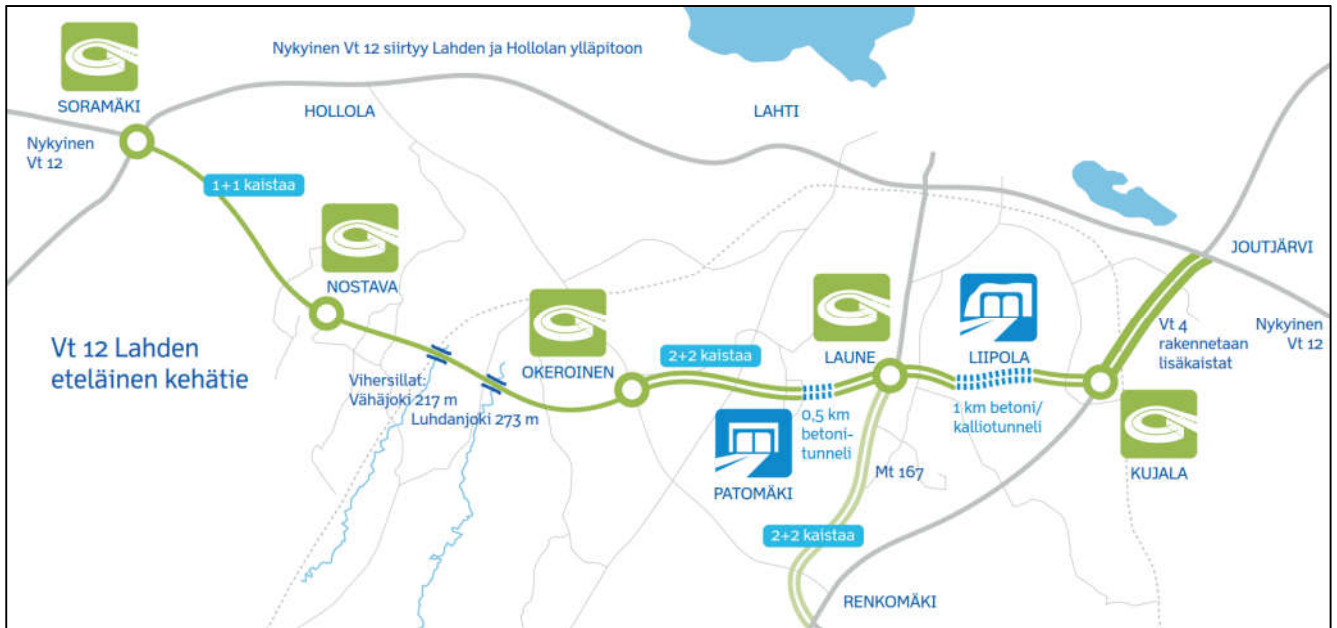 Nykyinen Vt 12 siirtyy Lahden ja Hollolan ylläpitoon
SORAMÄKI
HOLLOLA
LAHTI
Nykyinen
Vt 12
1+1 kaistaa
NOSTAVA
JOUTJÄRVI
Vt 12 Lahden
eteläinen kehätie
Vihersillat:
Vähäjoki 217 m
Luhdanjoki 273 m
OKEROINEN
2+2 kaistaa
LAUNE
LIIPOLA
Vt 4
rakennetaan
lisäkaistat
Nykyinen
Vt 12
0,5 km
betoni-
tunneli
1 km betoni/
kalliotunneli
PATOMÄKI
Mt 167
KUJALA
2+2 kaistaa
RENKOMÄKI